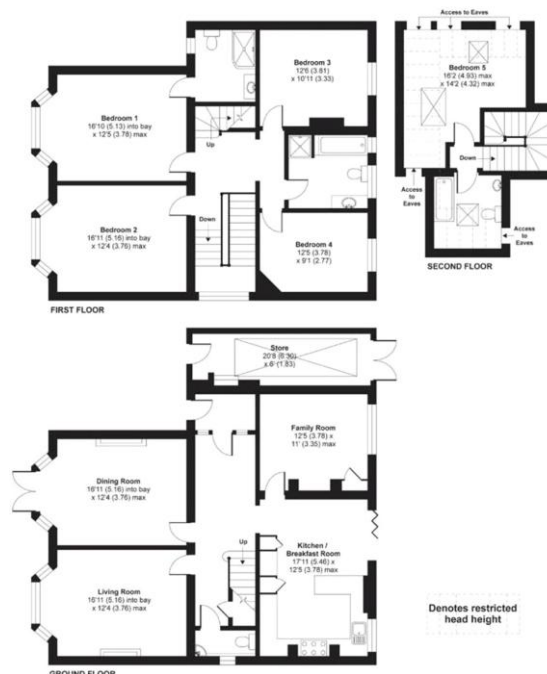 Bedroom 1
16'10 (5.13) into bay
x 12'5 (3.78) max
Bedroom 3
12'6 (3.81)
x 10'11 (3.33)
Up
Bedroom 2
16'11 (5.16) into bay
x 12'4 (3.76) max
Down
Bedroom 4
12'5 (3.78)
x 9'1 (2.77)
FIRST FLOOR
Access to Eaves
Bedroom 5
16'2 (4.93) max
x 14'2 (4.32) max
Down
Access to
Eaves
Access
to
Eaves
SECOND FLOOR
Store
20'8 (6.30)
x 6' (1.83)
Family Room
12'5 (3.78) x
11' (3.35) max
Dining Room
16'11 (5.16) into bay
x 12'4 (3.76) max
Up
Kitchen /
Breakfast Room
17'11 (5.46) x
12'5 (3.78) max
Living Room
16'11 (5.16) into bay
x 12'4 (3.76) max
Denotes restricted
head height
GROUND FLOOR